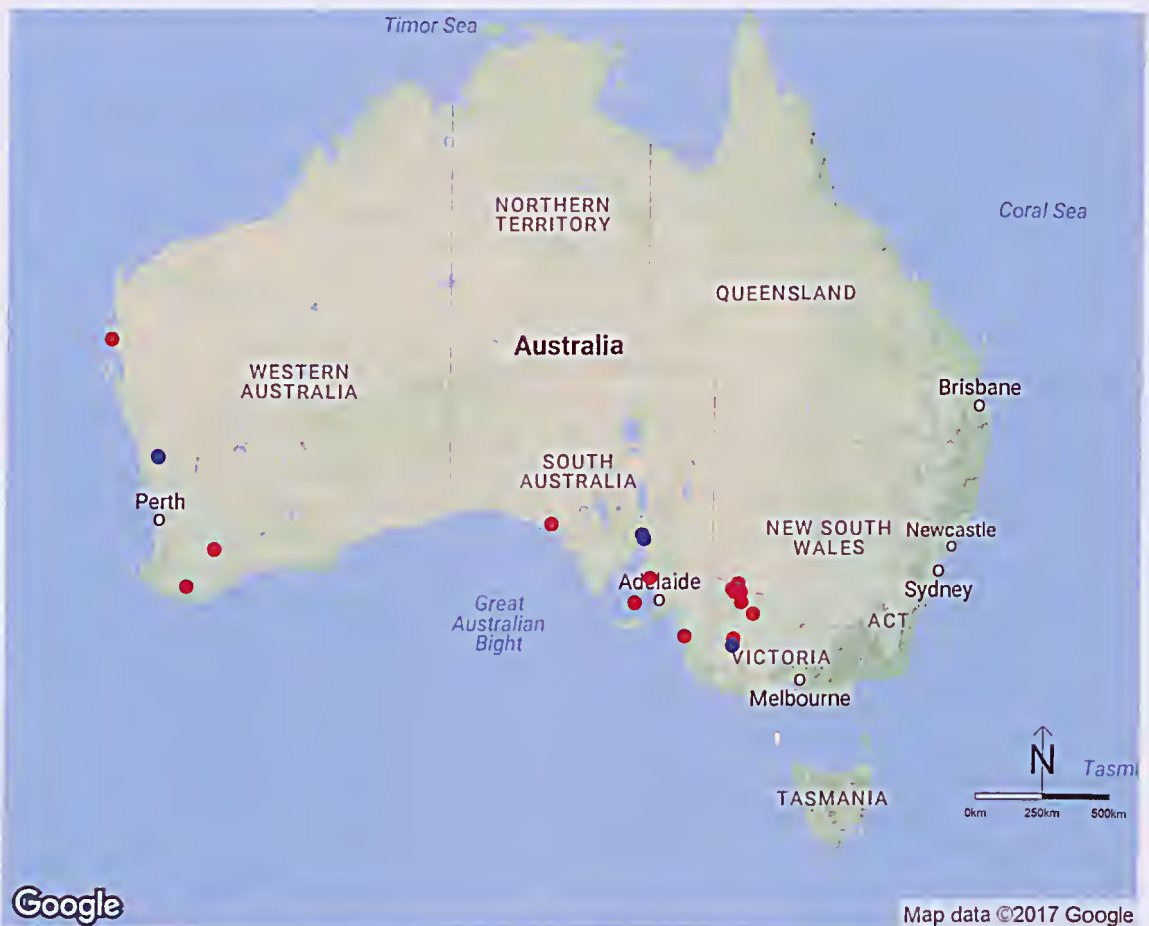 Timor Sea
NORTHERN
TERRITORY
Coral Sea
QUEENSLAND
Australia
WESTERN
AUSTRALIA
Brisbane
SOUTH
AUSTRALIA
Perth
NEW SOUTH
WALES
Newcastle
Adelaide
Sydney
Great
Australian
Bight
ACT
VICTORIA
Melbourne
N
Tasm
TASMANIA
0km 250km 500km
Google
Map data ©2017 Google